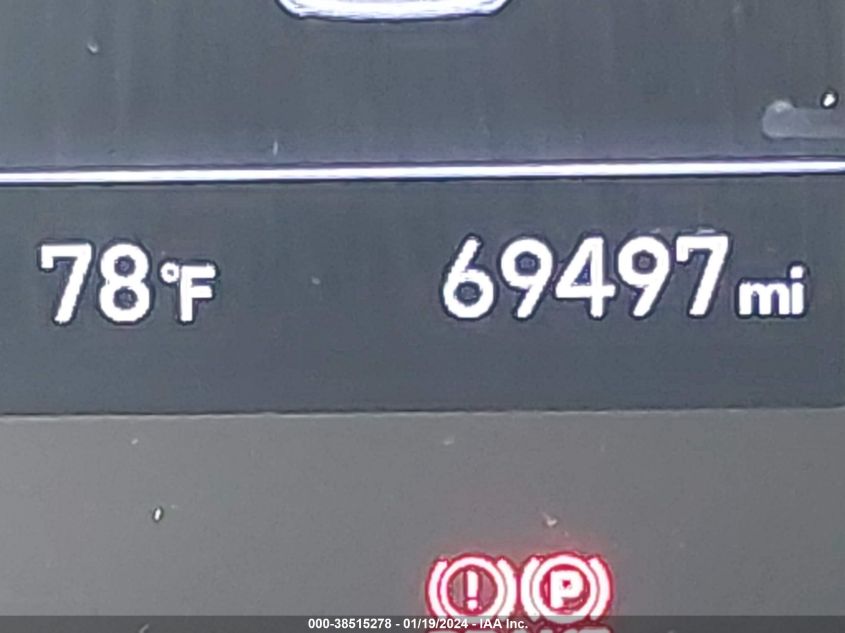 78°F 69497 mi
! P
000-38515278 - 01/19/2024 - IAA Inc.